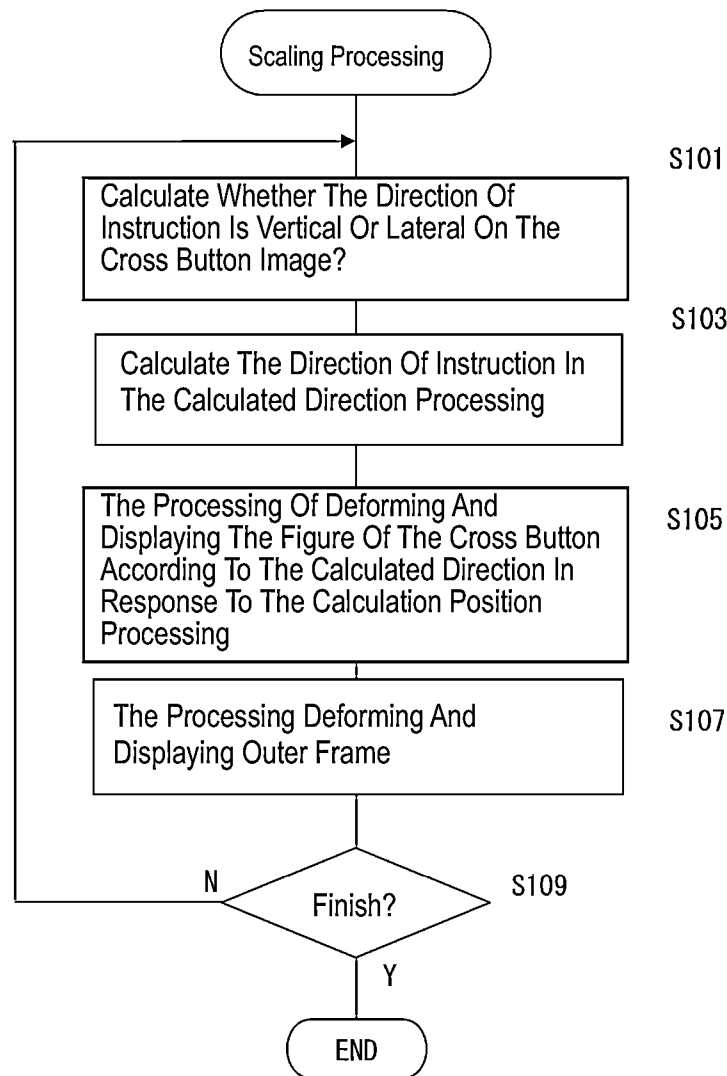 Scaling Processing
S101
Calculate Whether The Direction Of
Instruction Is Vertical Or Lateral On The
Cross Button Image?
S103
Calculate The Direction Of Instruction In
The Calculated Direction Processing
The Processing Of Deforming And
Displaying The Figure Of The Cross Button
According To The Calculated Direction In
Response To The Calculation Position
Processing
S105
The Processing Deforming And
Displaying Outer Frame
S107
N
Finish?
S109
Y
END